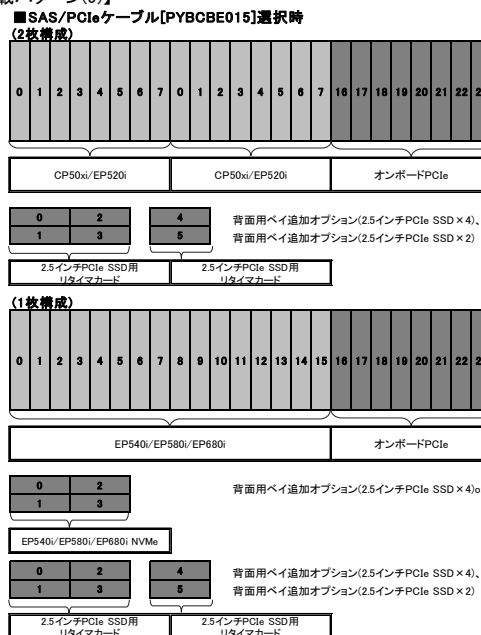 ■SAS/PCIeケーブル[PYBCBE015]選択時
(2枚構成)
0 1 2 3 4 5 6 7 0 1 2 3 4 5 6 7 16 17 18 19 20 21 22
CP50xi/EP520i CP50xi/EP520i オンボードPCIe
0 2 4 背面用ベイ追加オプション(2.5インチPCIe SSD×4)、
1 3 5 背面用ベイ追加オプション(2.5インチPCIe SSD×2)
2.5インチPCIe SSD用 2.5インチPCIe SSD用
リタイマカード リタイマカード
(1枚構成)
0 1 2 3 4 5 6 7 8 9 10 11 12 13 14 15 16 17 18 19 20 21 22
EP540i/EP580i/EP680i オンボードPCIe
0 2 背面用ベイ追加オプション(2.5インチPCIe SSD×4)o
1 3
EP540i/EP580i/EP680i NVMe
0 2 4 背面用ベイ追加オプション(2.5インチPCIe SSD×4)、
1 3 5 背面用ベイ追加オプション(2.5インチPCIe SSD×2)
2.5インチPCIe SSD用 2.5インチPCIe SSD用
リタイマカード リタイマカード